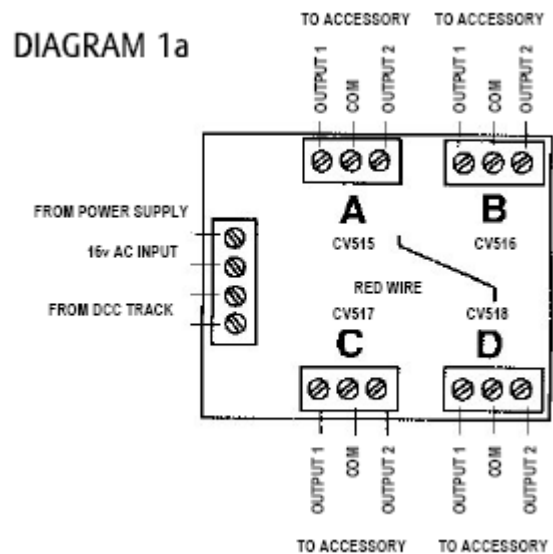 DIAGRAM 1a
TO ACCESSORY TO ACCESSORY
OUTPUT 1 COM OUTPUT 2 OUTPUT 1 COM OUTPUT 2
A B
CV515 CV516
FROM POWER SUPPLY
16v AC INPUT
FROM DCC TRACK
RED WIRE
CV517 CV518
C D
OUTPUT 1 COM OUTPUT 2 OUTPUT 1 COM OUTPUT 2
TO ACCESSORY TO ACCESSORY